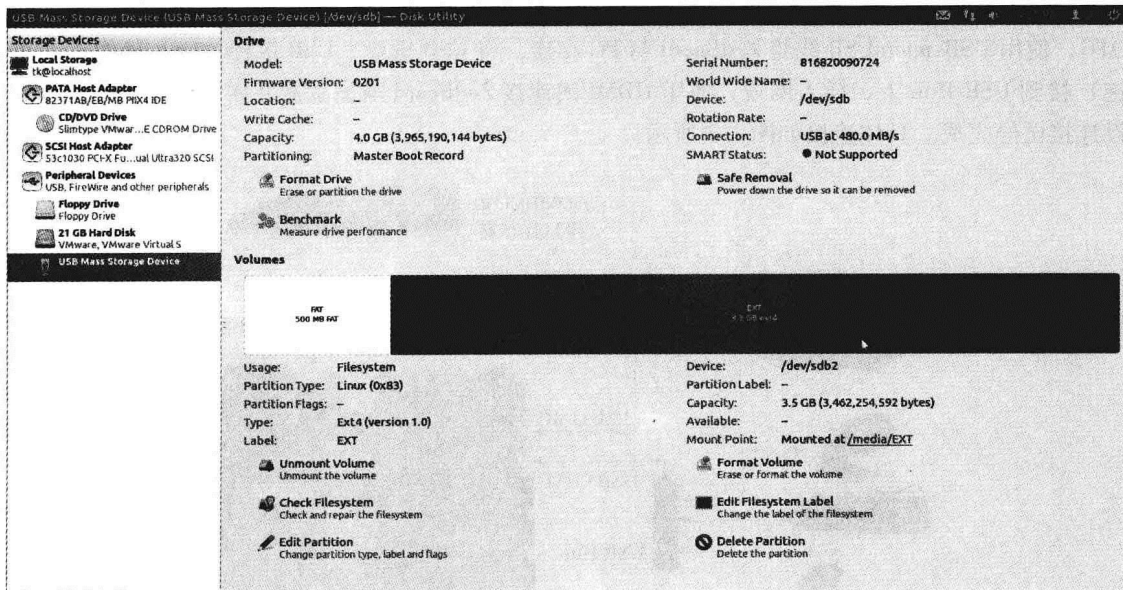 USB Mass Storage Device (USB Mass Storage Device) [/dev/sdb] — Disk Utility
Storage Devices
Local Storage
tk@localhost
PATA Host Adapter
82371AB/EB/MB PIIX4 IDE
CD/DVD Drive
Slimtype VMwar...E CDROM Drive
SCSI Host Adapter
53c1030 PCI-X Fu...ual Ultra320 SCSI
Peripheral Devices
USB, FireWire and other peripherals
Floppy Drive
Floppy Drive
21 GB Hard Disk
VMware, VMware Virtual S
USB Mass Storage Device
Drive
Model: USB Mass Storage Device
Serial Number: 816820090724
Firmware Version: 0201
World Wide Name: –
Location: –
Device: /dev/sdb
Write Cache: –
Rotation Rate: –
Capacity: 4.0 GB (3,965,190,144 bytes)
Connection: USB at 480.0 MB/s
Partitioning: Master Boot Record
SMART Status: Not Supported
Format Drive
Erase or partition the drive
Safe Removal
Power down the drive so it can be removed
Benchmark
Measure drive performance
Volumes
FAT
500 MB FAT
EXT
3.5 GB ext4
Usage: Filesystem
Device: /dev/sdb2
Partition Type: Linux (0x83)
Partition Label: –
Partition Flags: –
Capacity: 3.5 GB (3,462,254,592 bytes)
Type: Ext4 (version 1.0)
Available: –
Label: EXT
Mount Point: Mounted at /media/EXT
Unmount Volume
Unmount the volume
Format Volume
Erase or format the volume
Check Filesystem
Check and repair the filesystem
Edit Filesystem Label
Change the label of the filesystem
Edit Partition
Change partition type, label and flags
Delete Partition
Delete the partition